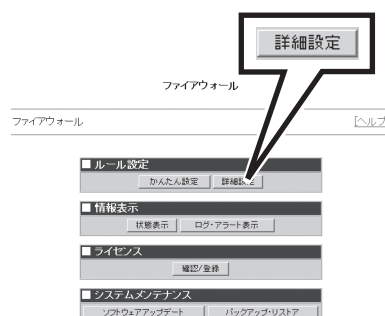 詳細設定
ファイアウォール
ファイアウォール [ヘルプ
■ ルール設定
かんたん設定 詳細設定
■ 情報表示
状態表示 ログ・アラート表示
■ ライセンス
確認/登録
■ システムメンテナンス
ソフトウェアアップデート バックアップ・リストア